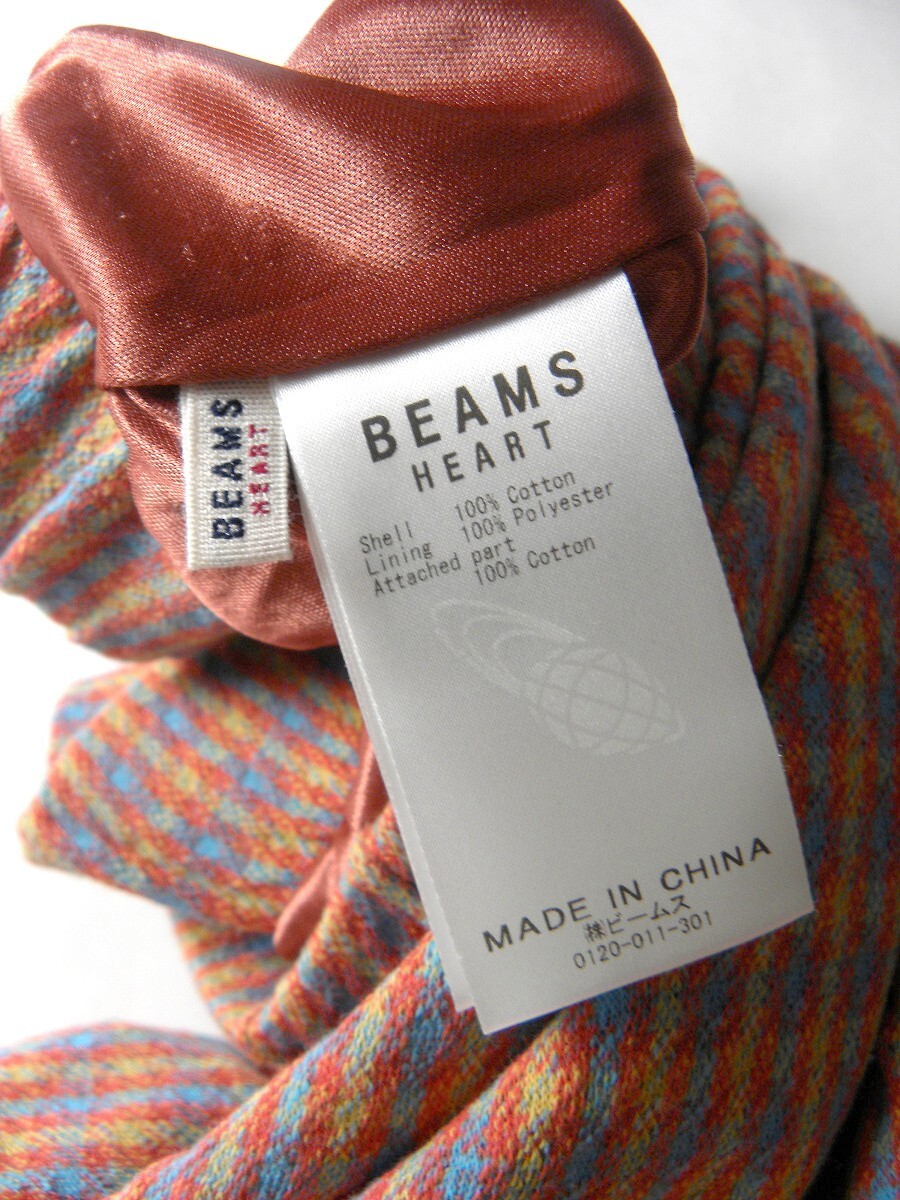 BEAMS
HEART
BEAMS
HEART
Shell 100% Cotton
Lining 100% Polyester
Attached part
100% Cotton
MADE IN CHINA
㈱ビームス
0120-011-301